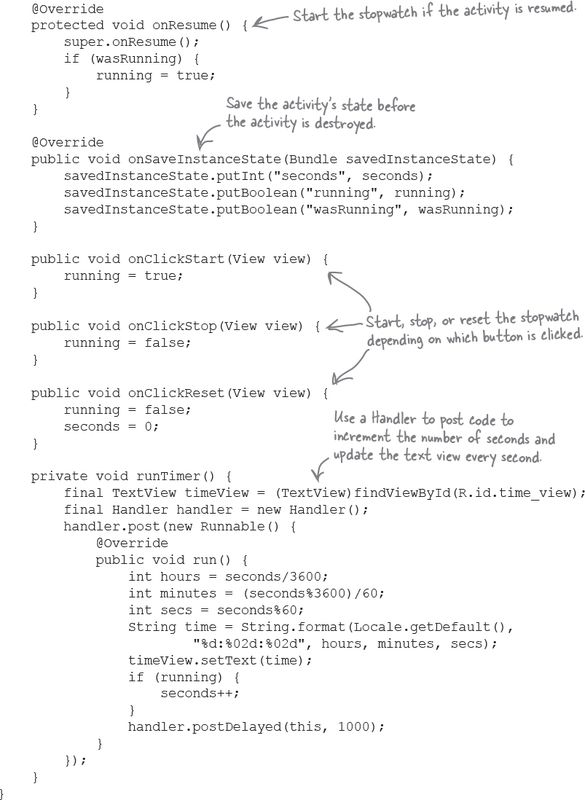 @Override
protected void onResume() {
Start the stopwatch if the activity is resumed.
super.onResume();
if (wasRunning) {
running = true;
}
}
Save the activity's state before
the activity is destroyed.
@Override
public void onSaveInstanceState(Bundle savedInstanceState) {
savedInstanceState.putInt("seconds", seconds);
savedInstanceState.putBoolean("running", running);
savedInstanceState.putBoolean("wasRunning", wasRunning);
}
public void onClickStart(View view) {
running = true;
}
public void onClickStop(View view) {
running = false;
}
Start, stop, or reset the stopwatch
depending on which button is clicked.
public void onClickReset(View view) {
running = false;
seconds = 0;
}
Use a Handler to post code to
increment the number of seconds and
update the text view every second.
private void runTimer() {
final TextView timeView = (TextView)findViewById(R.id.time_view);
final Handler handler = new Handler();
handler.post(new Runnable() {
@Override
public void run() {
int hours = seconds/3600;
int minutes = (seconds%3600)/60;
int secs = seconds%60;
String time = String.format(Locale.getDefault(),
"%d:%02d:%02d", hours, minutes, secs);
timeView.setText(time);
if (running) {
seconds++;
}
handler.postDelayed(this, 1000);
}
});
}
}